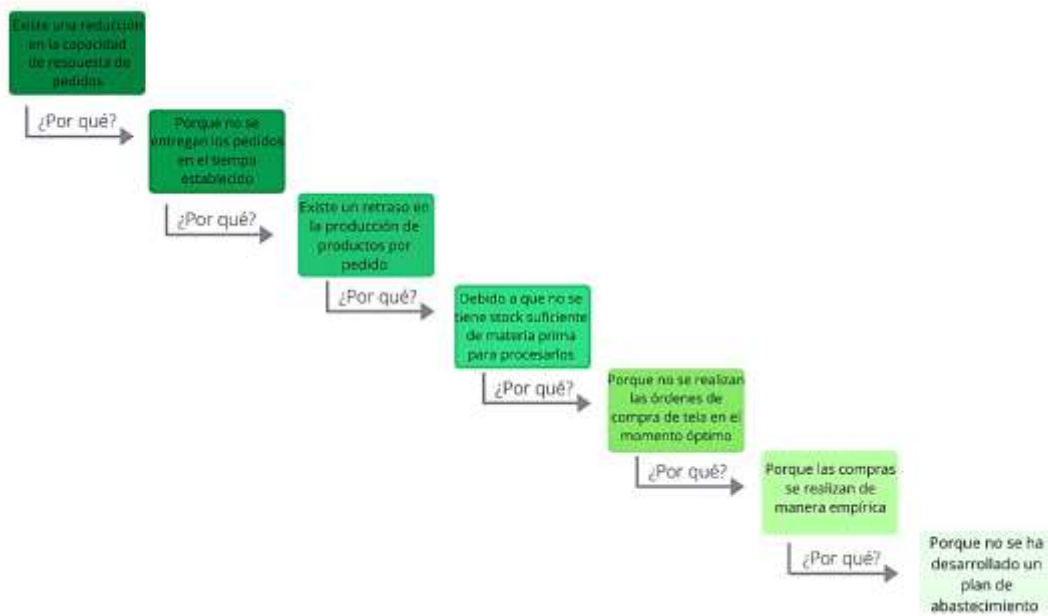 Existe una reducción
en la capacidad
de respuesta de
pedidos
¿Por qué?
Porque no se
entregan los pedidos
en el tiempo
establecido
¿Por qué?
Existe un retraso en
la producción de
productos por
pedido
¿Por qué?
Debido a que no se
tiene stock suficiente
de materia prima
para procesarlos
¿Por qué?
Porque no se realizan
las órdenes de
compra de tela en el
momento óptimo
¿Por qué?
Porque las compras
se realizan de
manera empírica
¿Por qué?
Porque no se ha
desarrollado un
plan de
abastecimiento